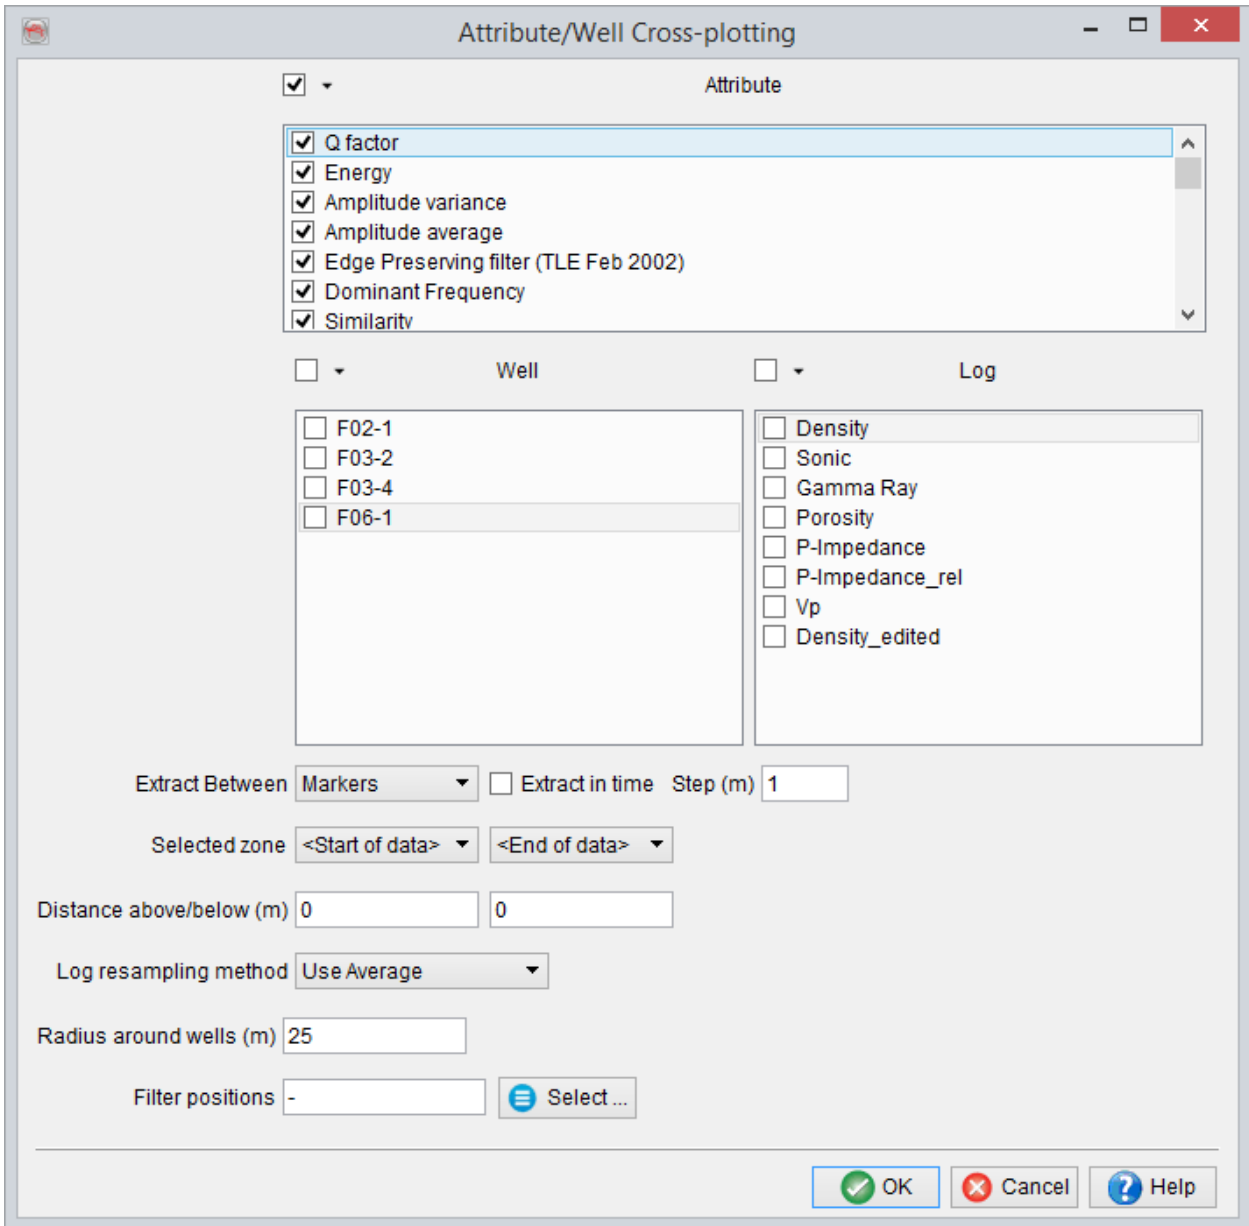 Attribute/Well Cross-plotting
Attribute
Q factor
Energy
Amplitude variance
Amplitude average
Edge Preserving filter (TLE Feb 2002)
Dominant Frequency
Similarity
Well
F02-1
F03-2
F03-4
F06-1
Log
Density
Sonic
Gamma Ray
Porosity
P-Impedance
P-Impedance_rel
Vp
Density_edited
Extract Between Markers Extract in time Step (m) 1
Selected zone <Start of data> <End of data>
Distance above/below (m) 0 0
Log resampling method Use Average
Radius around wells (m) 25
Filter positions - Select ...
OK Cancel Help